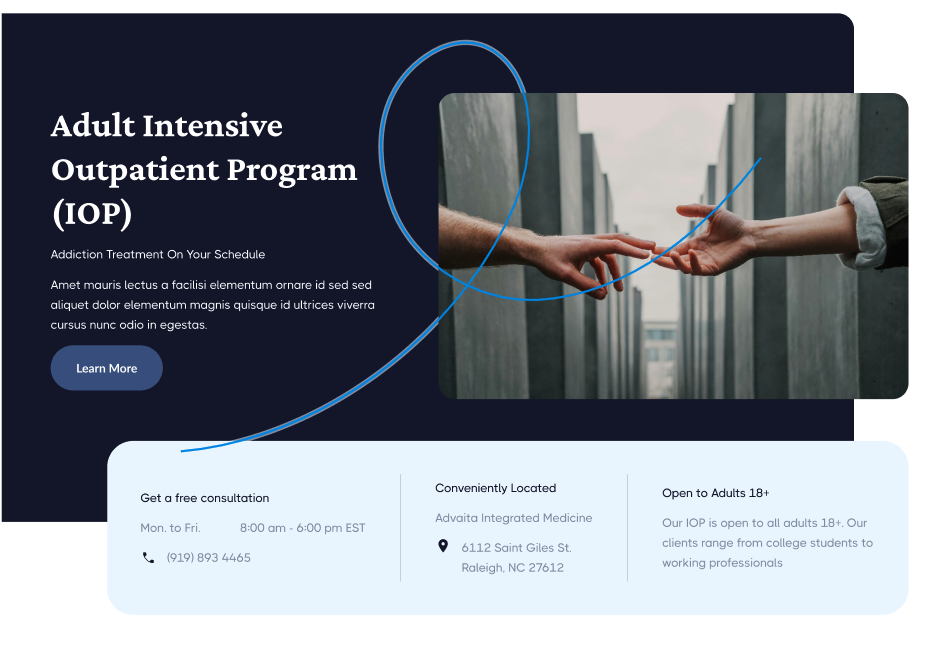 Adult Intensive
Outpatient Program
(IOP)
Addiction Treatment On Your Schedule
Amet mauris lectus a facilisi elementum ornare id sed sed
aliquet dolor elementum magnis quisque id ultrices viverra
cursus nunc odio in egestas.
Learn More
Get a free consultation
Mon. to Fri. 8:00 am - 6:00 pm EST
(919) 893 4465
Conveniently Located
Advaita Integrated Medicine
6112 Saint Giles St.
Raleigh, NC 27612
Open to Adults 18+
Our IOP is open to all adults 18+. Our
clients range from college students to
working professionals